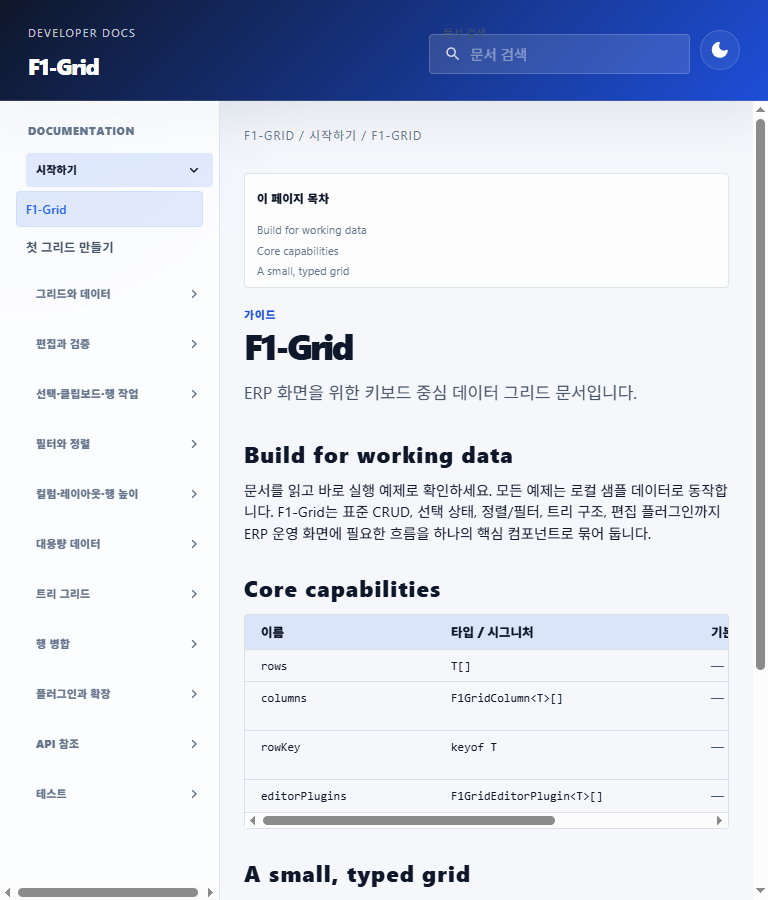 DEVELOPER DOCS
F1-Grid
문서 검색
문서 검색
DOCUMENTATION
시작하기
F1-Grid
첫 그리드 만들기
그리드와 데이터
편집과 검증
선택·클립보드·행 작업
필터와 정렬
컬럼·레이아웃·행 높이
대용량 데이터
트리 그리드
행 병합
플러그인과 확장
API 참조
테스트
F1-GRID / 시작하기 / F1-GRID
이 페이지 목차
Build for working data
Core capabilities
A small, typed grid
가이드
F1-Grid
ERP 화면을 위한 키보드 중심 데이터 그리드 문서입니다.
Build for working data
문서를 읽고 바로 실행 예제로 확인하세요. 모든 예제는 로컬 샘플 데이터로 동작합
니다. F1-Grid는 표준 CRUD, 선택 상태, 정렬/필터, 트리 구조, 편집 플러그인까지
ERP 운영 화면에 필요한 흐름을 하나의 핵심 컴포넌트로 묶어 둡니다.
Core capabilities
이름 타입 / 시그니처 기본
rows T[] —
columns F1GridColumn<T>[] —
rowKey keyof T —
editorPlugins F1GridEditorPlugin<T>[] —
A small, typed grid